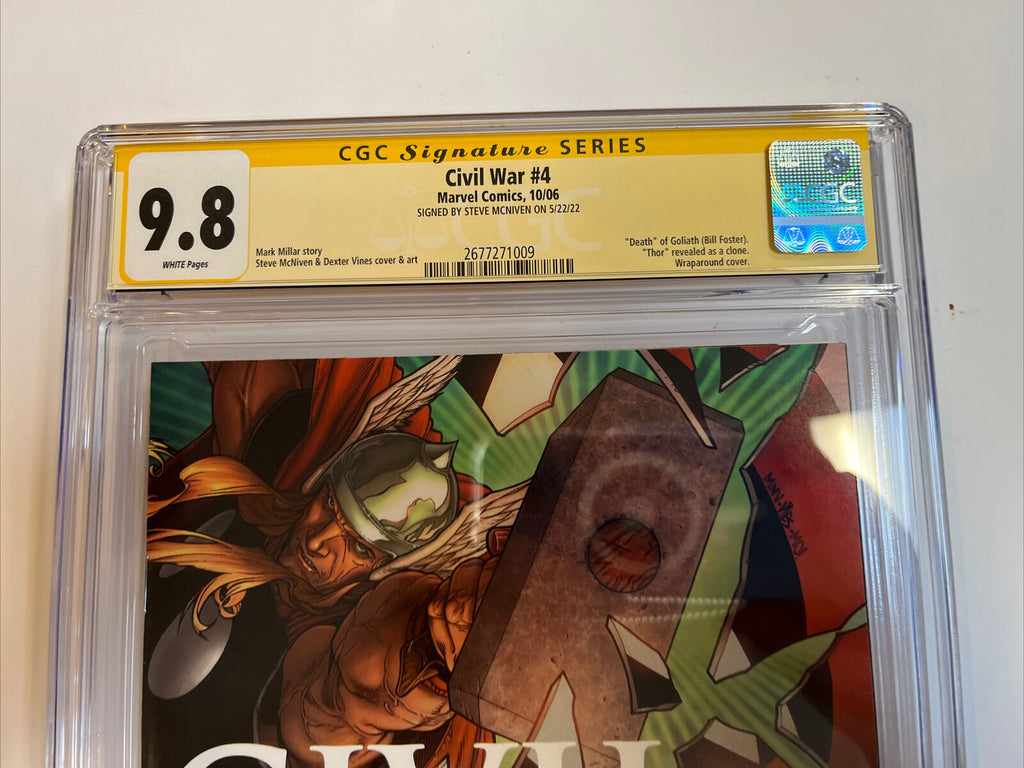 CGC Signature SERIES
Civil War #4
Marvel Comics, 10/06
SIGNED BY STEVE MCNIVEN ON 5/22/22
9.8
WHITE Pages
Mark Millar story
Steve McNiven & Dexter Vines cover & art
2677271009
"Death" of Goliath (Bill Foster).
"Thor" revealed as a clone.
Wraparound cover.
CGC
CGC
CIVIL